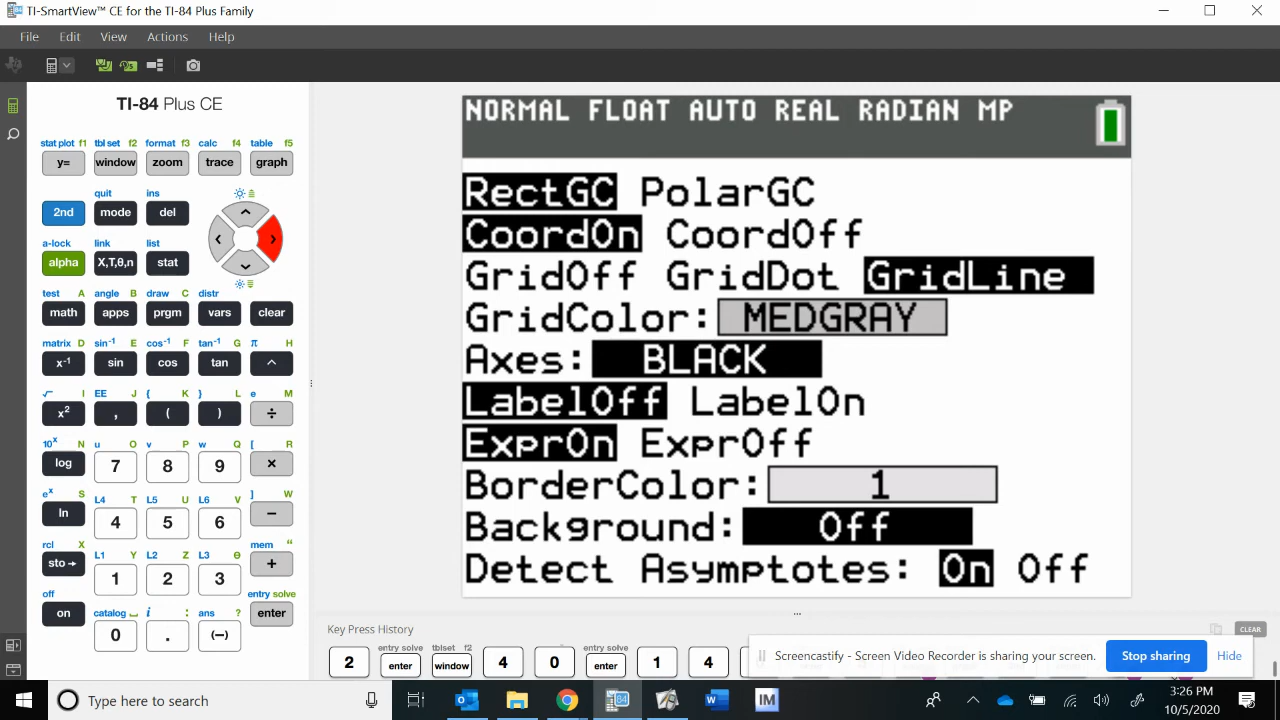 TI-SmartView™ CE for the TI-84 Plus Family
File Edit View Actions Help
TI-84 Plus CE
stat plot f1 tbl set f2 format f3 calc f4 table f5
y= window zoom trace graph
quit ins
2nd mode del
a-lock link list
alpha X,T,θ,n stat
test A angle B draw C distr
math apps prgm vars clear
matrix D sin⁻¹ E cos⁻¹ F tan⁻¹ G π H
x⁻¹ sin cos tan ^
√ I EE J { K } L e M
x² , ( ) ÷
10ˣ N u O v P w Q [ R
log 7 8 9 ×
eˣ S L4 T L5 U L6 V ] W
ln 4 5 6 −
rcl X L1 Y L2 Z L3 θ mem “
sto→ 1 2 3 +
off catalog ⎵ i : ans ? entry solve
on 0 . (−) enter
NORMAL FLOAT AUTO REAL RADIAN MP
RectGC PolarGC
CoordOn CoordOff
GridOff GridDot GridLine
GridColor: MEDGRAY
Axes: BLACK
LabelOff LabelOn
ExprOn ExprOff
BorderColor: 1
Background: Off
Detect Asymptotes: On Off
Key Press History
CLEAR
entry solve tblset f2 entry solve
2 enter window 4 0 enter 1 4
Screencastify - Screen Video Recorder is sharing your screen. Stop sharing Hide
Type here to search
IM
3:26 PM
10/5/2020